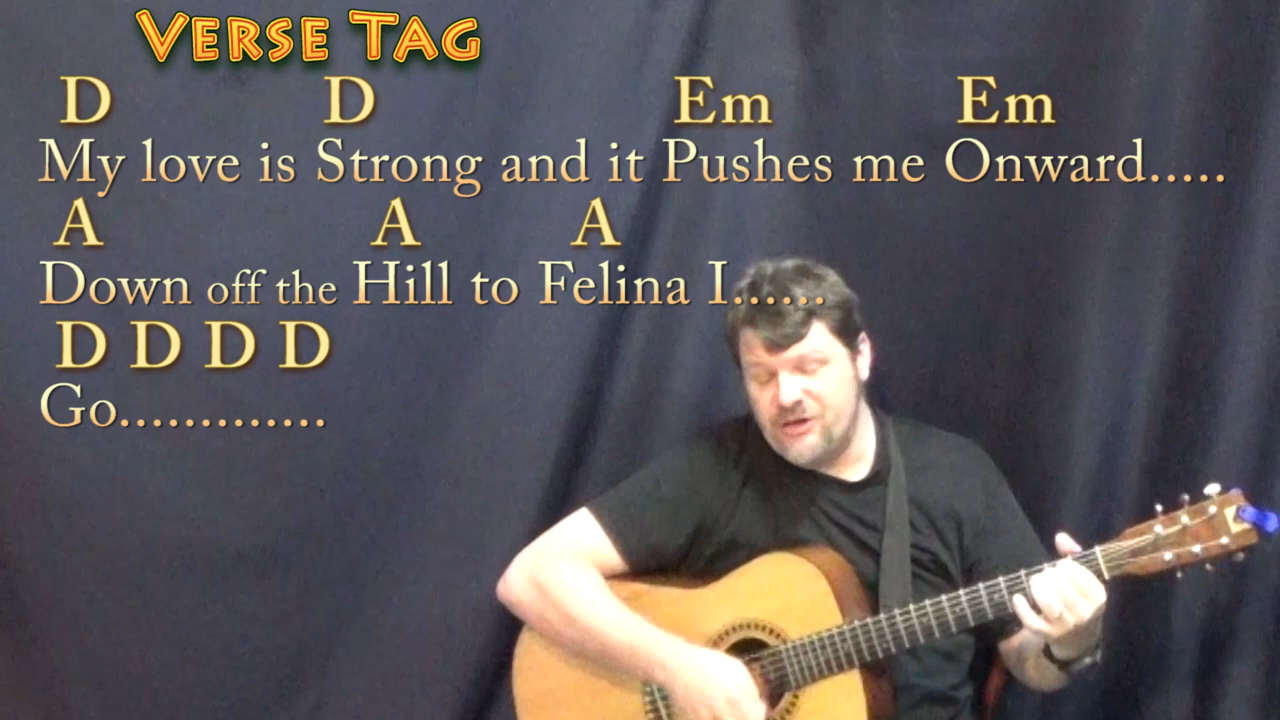 VERSE TAG
D D Em Em
My love is Strong and it Pushes me Onward.....
A A A
Down off the Hill to Felina I......
D D D D
Go.............